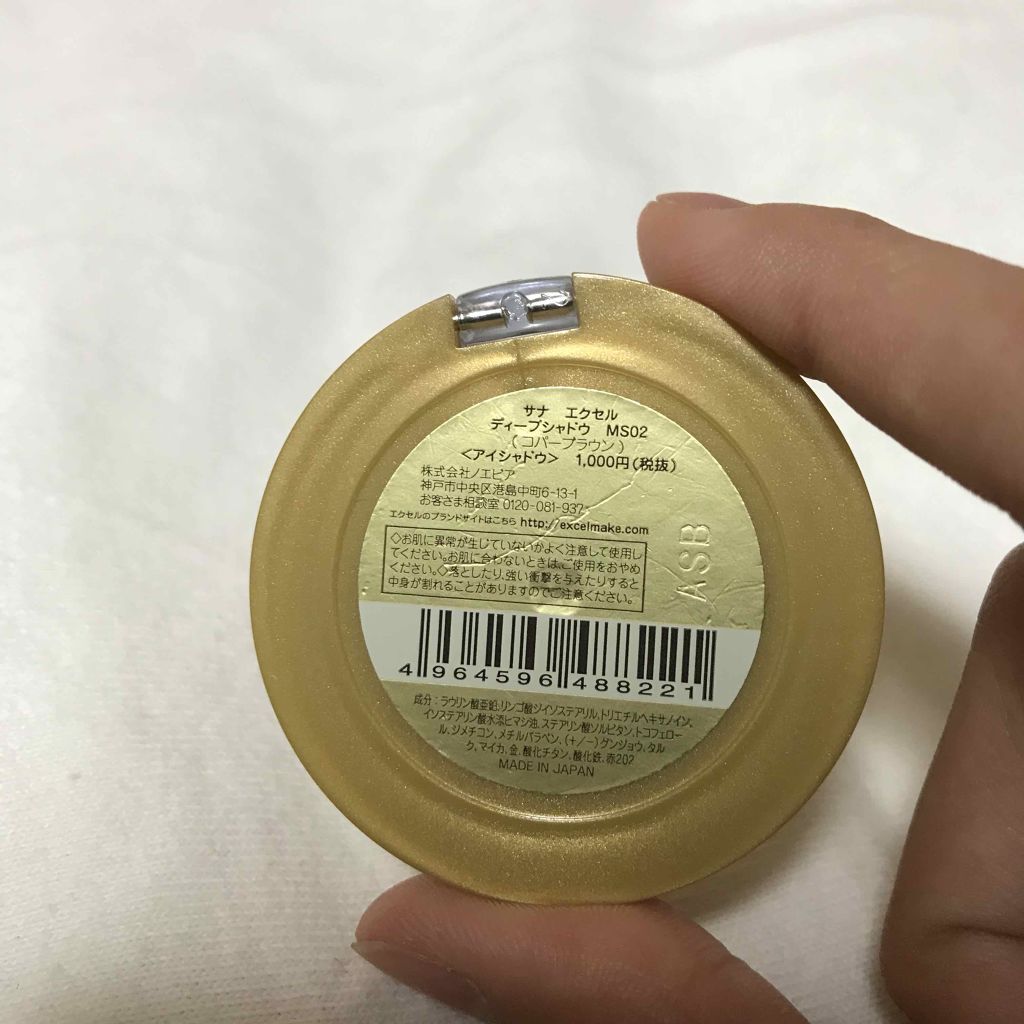 サナ エクセル
ディープシャドウ MS02
(コパーブラウン)
<アイシャドウ> 1,000円(税抜)
株式会社ノエビア
神戸市中央区港島中町6-13-1
お客さま相談室 0120-081-937
エクセルのブランドサイトはこちら http://excelmake.com
◇お肌に異常が生じていないかよく注意して使用し
てください。お肌に合わないときは、ご使用をおやめ
ください。◇落としたり、強い衝撃を与えたりすると
中身が割れることがありますのでご注意ください。
ASB
4 964596 488221
成分:ラウリン酸亜鉛、リンゴ酸ジイソステアリル、トリエチルヘキサノイン、
イソステアリン酸水添ヒマシ油、ステアリン酸ソルビタン、トコフェロー
ル、ジメチコン、メチルパラベン、(+/-)グンジョウ、タル
ク、マイカ、金、酸化チタン、酸化鉄、赤202
MADE IN JAPAN